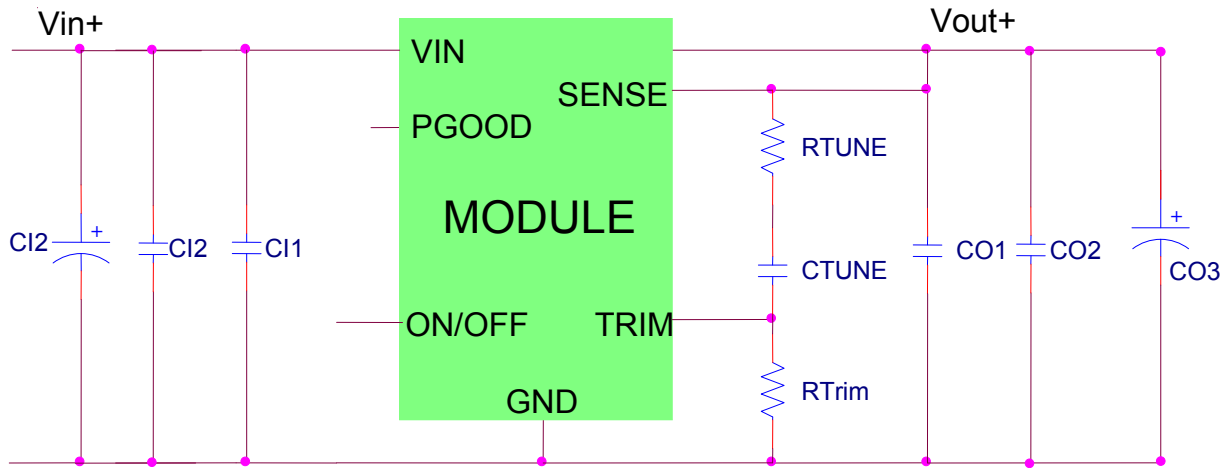 Vin+
Vout+
VIN
SENSE
PGOOD
RTUNE
MODULE
+
CI2
CI2
CI1
CTUNE
CO1
CO2
+
CO3
ON/OFF
TRIM
RTrim
GND